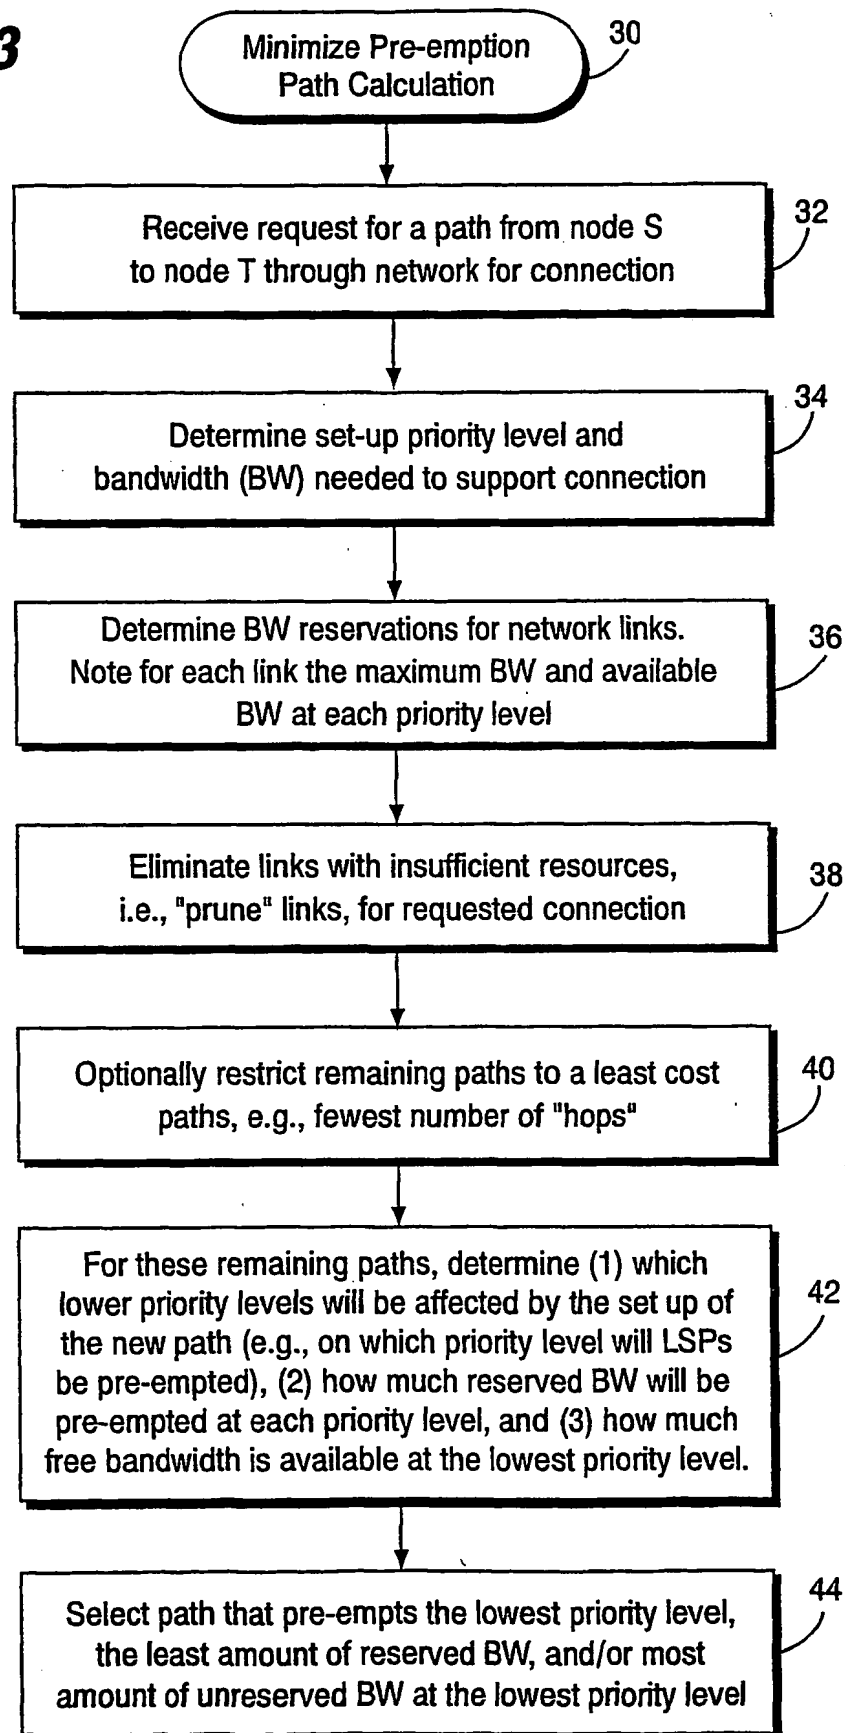 3
Minimize Pre-emption
Path Calculation
30
Receive request for a path from node S
to node T through network for connection
32
Determine set-up priority level and
bandwidth (BW) needed to support connection
34
Determine BW reservations for network links.
Note for each link the maximum BW and available
BW at each priority level
36
Eliminate links with insufficient resources,
i.e., "prune" links, for requested connection
38
Optionally restrict remaining paths to a least cost
paths, e.g., fewest number of "hops"
40
For these remaining paths, determine (1) which
lower priority levels will be affected by the set up of
the new path (e.g., on which priority level will LSPs
be pre-empted), (2) how much reserved BW will be
pre-empted at each priority level, and (3) how much
free bandwidth is available at the lowest priority level.
42
Select path that pre-empts the lowest priority level,
the least amount of reserved BW, and/or most
amount of unreserved BW at the lowest priority level
44